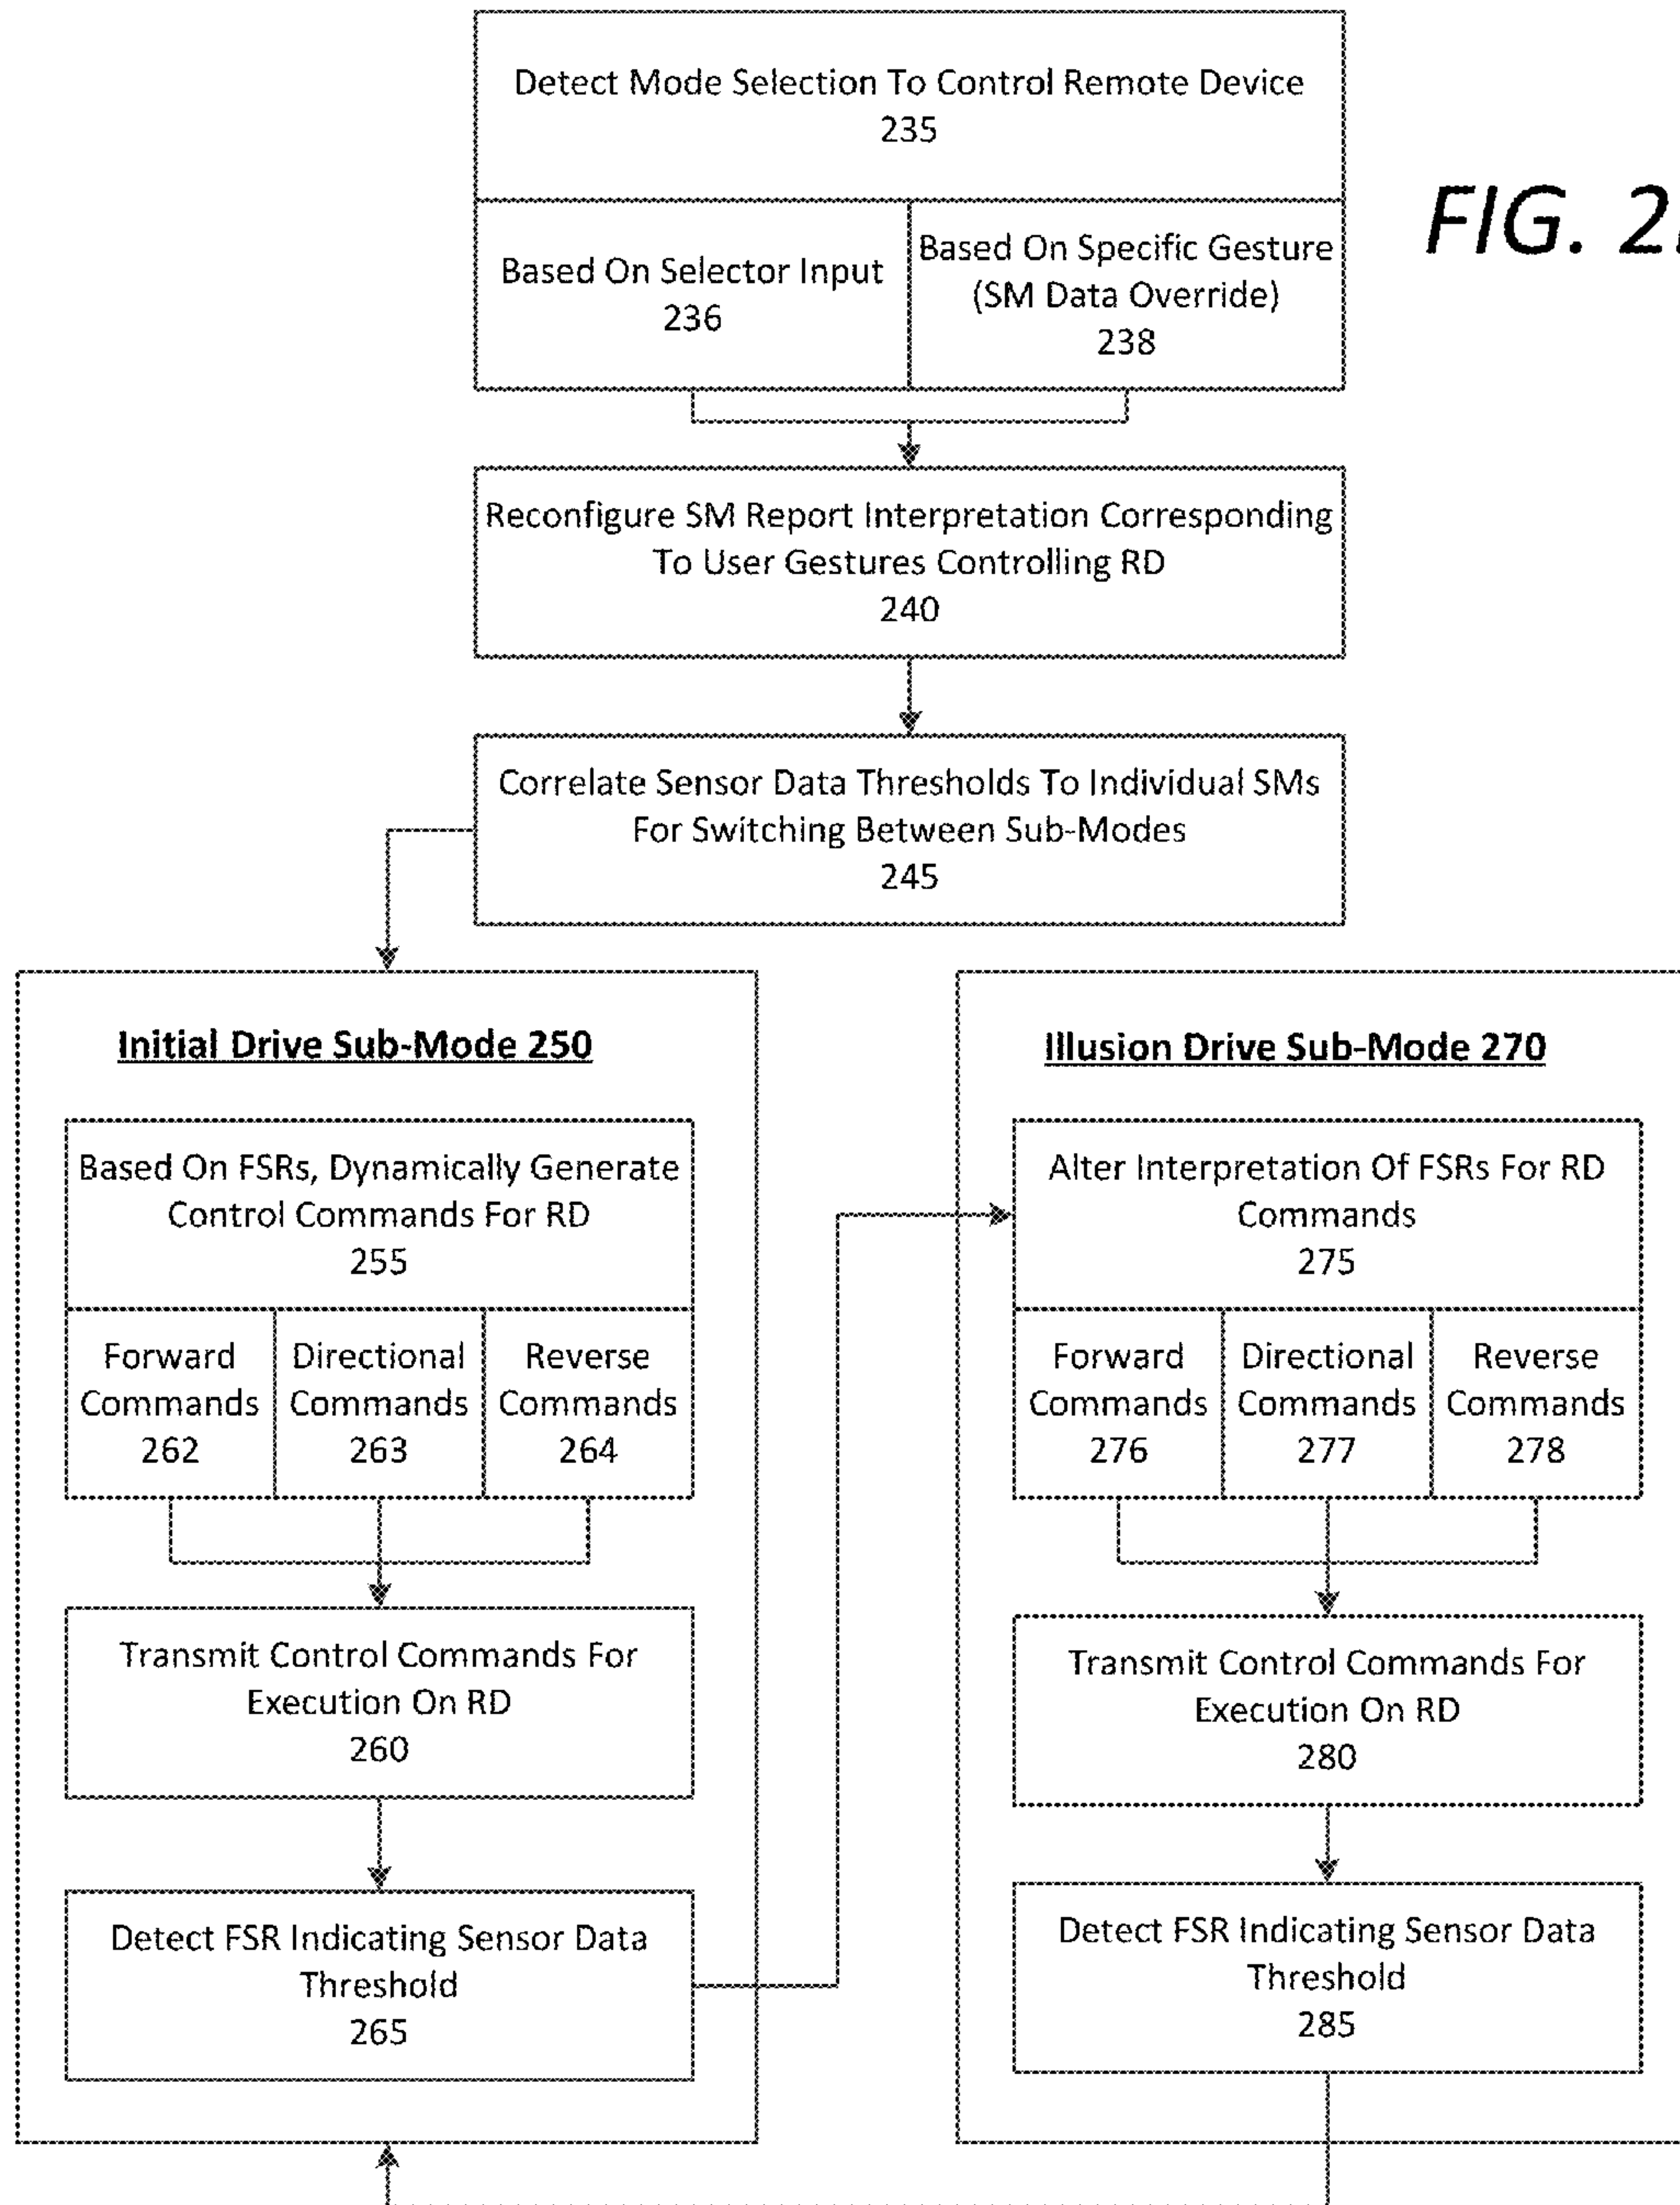 Detect Mode Selection To Control Remote Device
235
FIG. 2
Based On Selector Input
236
Based On Specific Gesture
(SM Data Override)
238
Reconfigure SM Report Interpretation Corresponding
To User Gestures Controlling RD
240
Correlate Sensor Data Thresholds To Individual SMs
For Switching Between Sub-Modes
245
Initial Drive Sub-Mode 250
Based On FSRs, Dynamically Generate
Control Commands For RD
255
Forward
Commands
262
Directional
Commands
263
Reverse
Commands
264
Transmit Control Commands For
Execution On RD
260
Detect FSR Indicating Sensor Data
Threshold
265
Illusion Drive Sub-Mode 270
Alter Interpretation Of FSRs For RD
Commands
275
Forward
Commands
276
Directional
Commands
277
Reverse
Commands
278
Transmit Control Commands For
Execution On RD
280
Detect FSR Indicating Sensor Data
Threshold
285